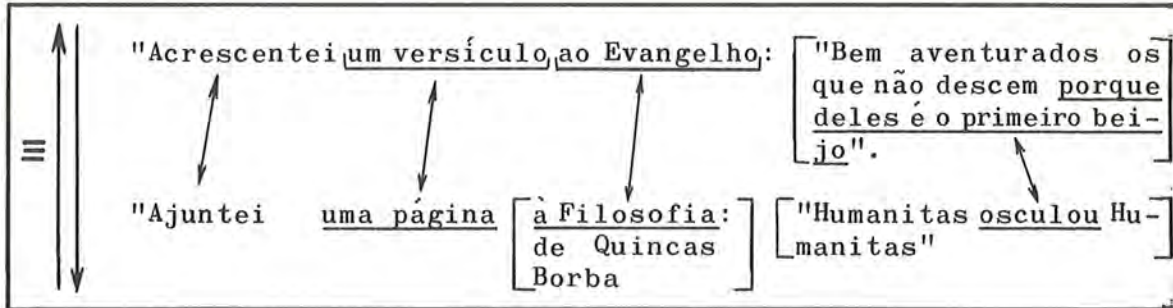 "Acrescentei um versículo ao Evangelho: "Bem aventurados os
que não descem porque
deles é o primeiro bei-
jo".
≡
"Ajuntei uma página à Filosofia: "Humanitas osculou Hu-
de Quincas manitas"
Borba